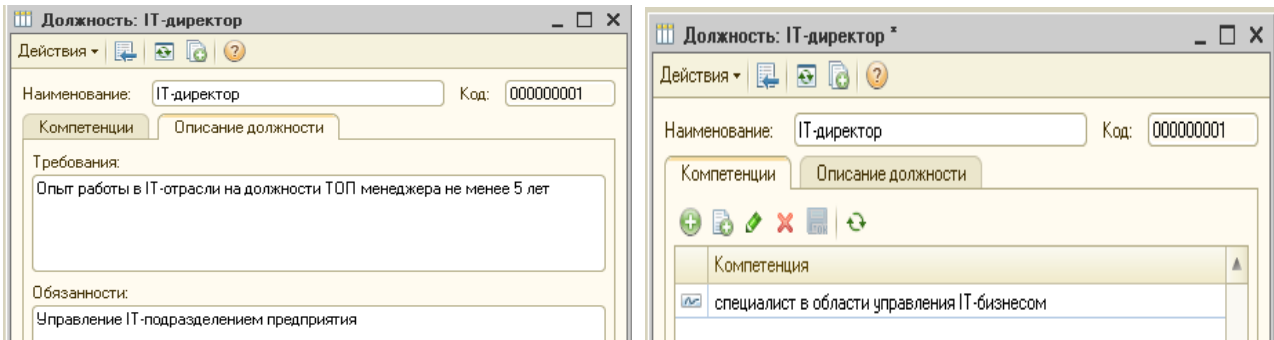 Должность: IT-директор
Действия
Наименование: IT-директор Код: 000000001
Компетенции Описание должности
Требования:
Опыт работы в IT-отрасли на должности ТОП менеджера не менее 5 лет
Обязанности:
Управление IT-подразделением предприятия
Должность: IT-директор *
Действия
Наименование: IT-директор Код: 000000001
Компетенции Описание должности
Компетенция
специалист в области управления IT-бизнесом